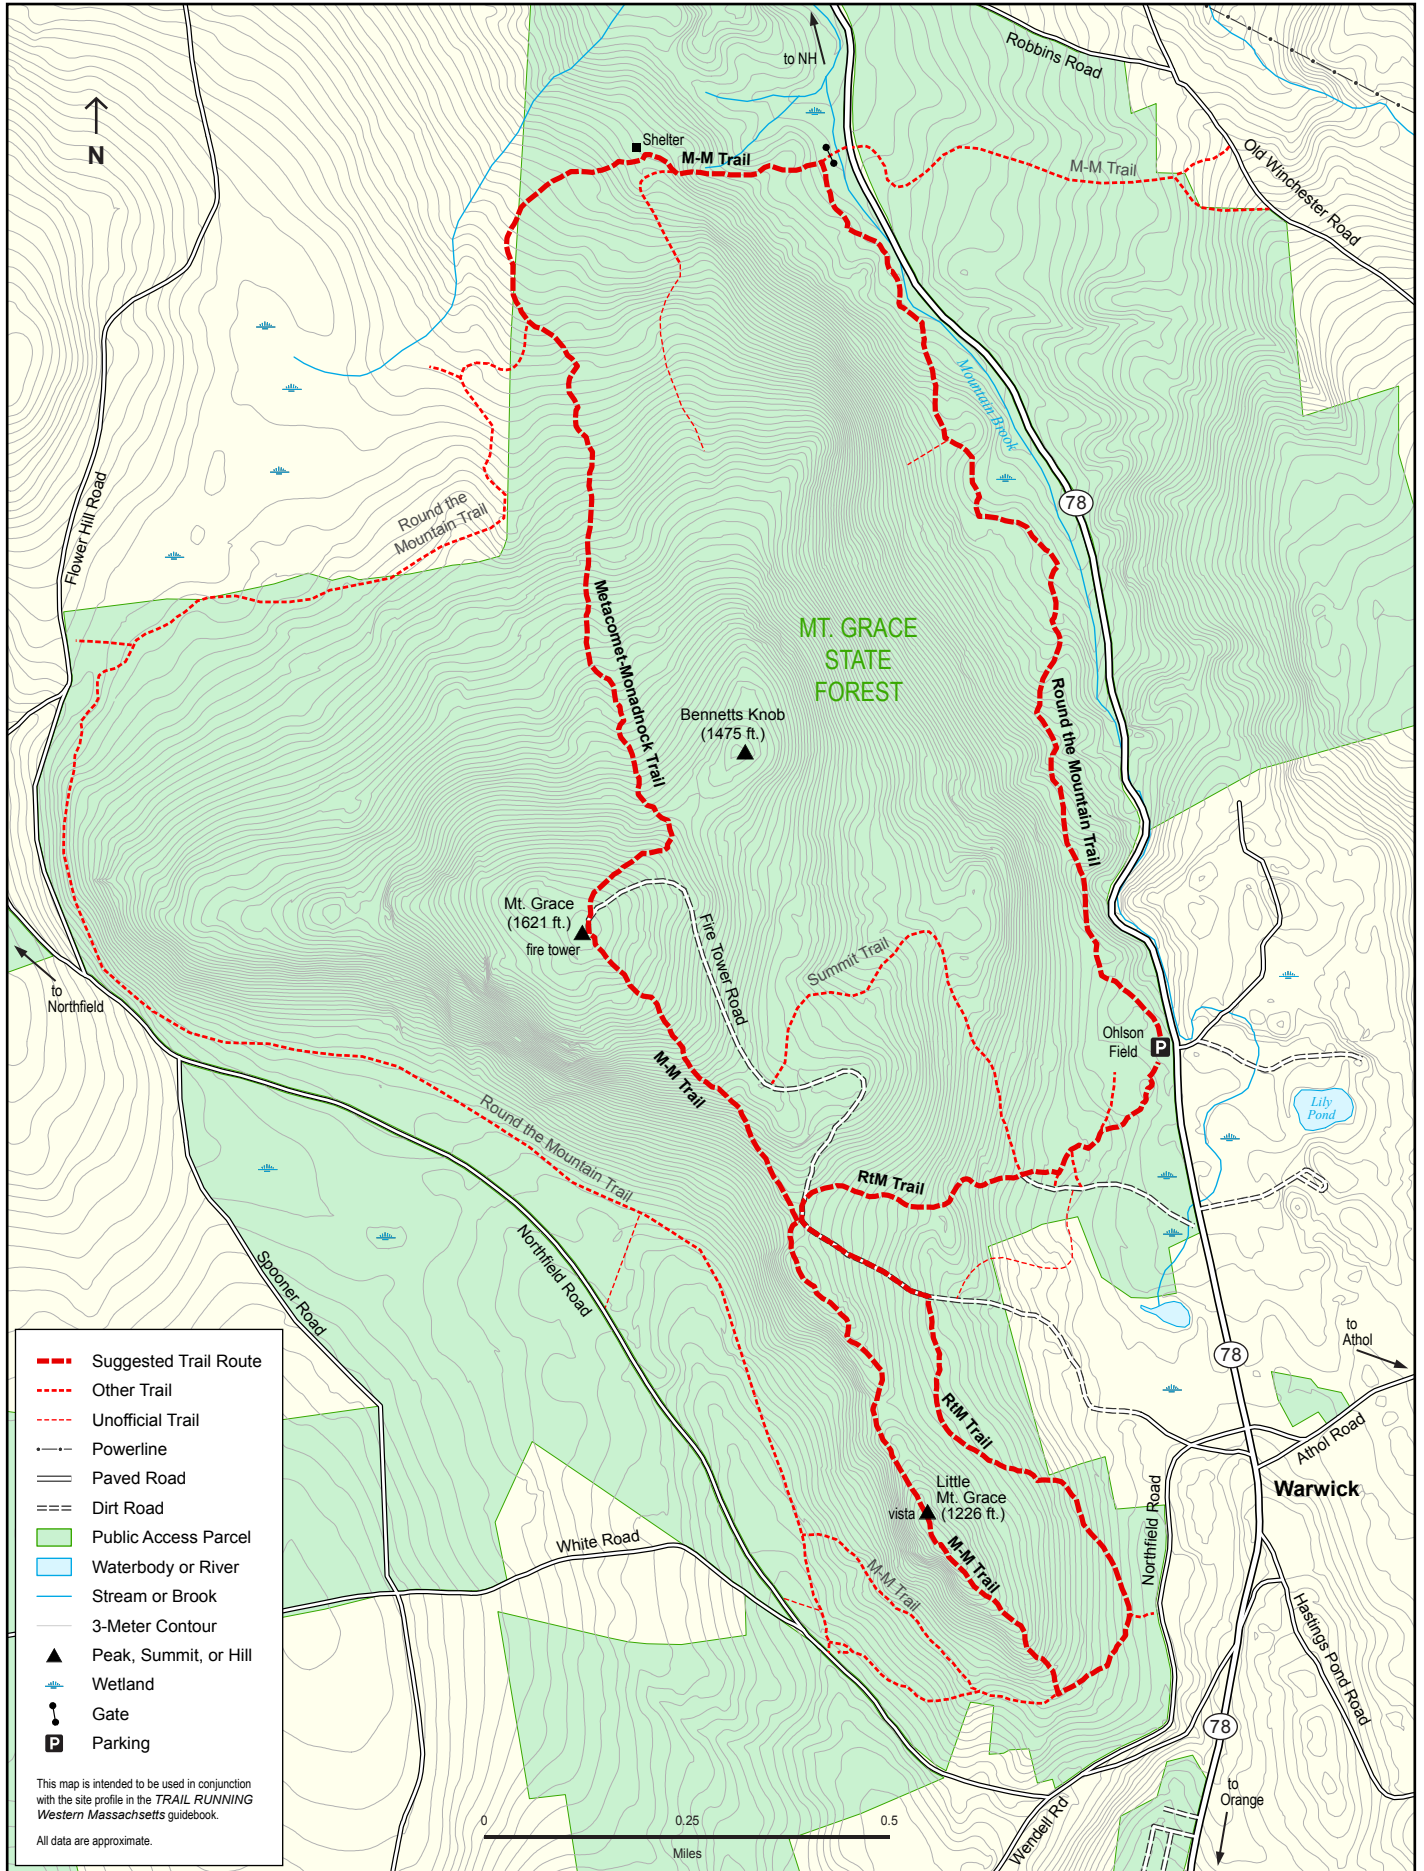 to NH
Robbins Road
N
Shelter
M-M Trail
M-M Trail
Old Winchester Road
Mountain Brook
78
Flower Hill Road
Round the
Mountain Trail
Metacomet-Monadnock Trail
MT. GRACE
STATE
FOREST
Bennetts Knob
(1475 ft.)
Round the Mountain Trail
Mt. Grace
(1621 ft.)
fire tower
Fire Tower Road
Summit Trail
to
Northfield
Ohlson
Field
P
M-M Trail
Lily
Pond
Round the Mountain Trail
RtM Trail
Northfield Road
Spooner Road
to
Athol
78
RtM Trail
Athol Road
Warwick
Little
Mt. Grace
(1226 ft.)
vista
Northfield Road
White Road
M-M Trail
M-M Trail
Hastings Pond Road
78
to
Orange
Wendell Rd
Suggested Trail Route
Other Trail
Unofficial Trail
Powerline
Paved Road
Dirt Road
Public Access Parcel
Waterbody or River
Stream or Brook
3-Meter Contour
Peak, Summit, or Hill
Wetland
Gate
P Parking
This map is intended to be used in conjunction
with the site profile in the TRAIL RUNNING
Western Massachsetts guidebook.
All data are approximate.
0 0.25 0.5
Miles